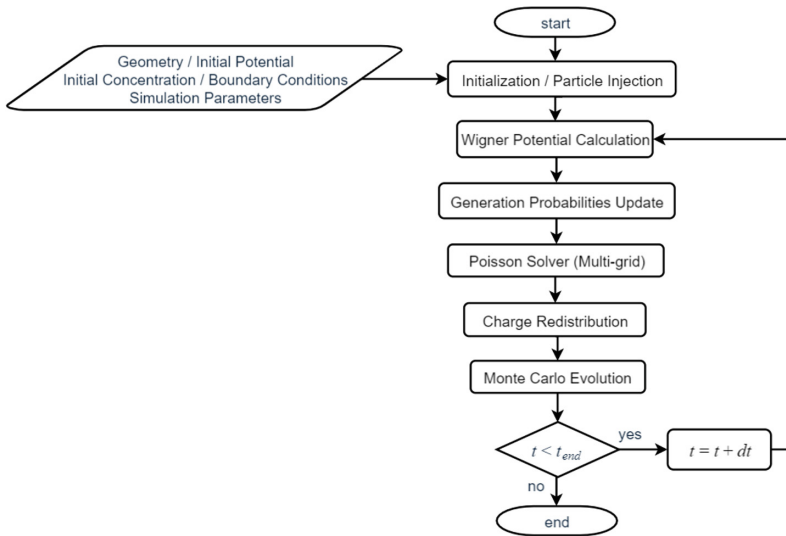 start
Geometry / Initial Potential
Initial Concentration / Boundary Conditions
Simulation Parameters
Initialization / Particle Injection
Wigner Potential Calculation
Generation Probabilities Update
Poisson Solver (Multi-grid)
Charge Redistribution
Monte Carlo Evolution
t < t_end
yes
t = t + dt
no
end